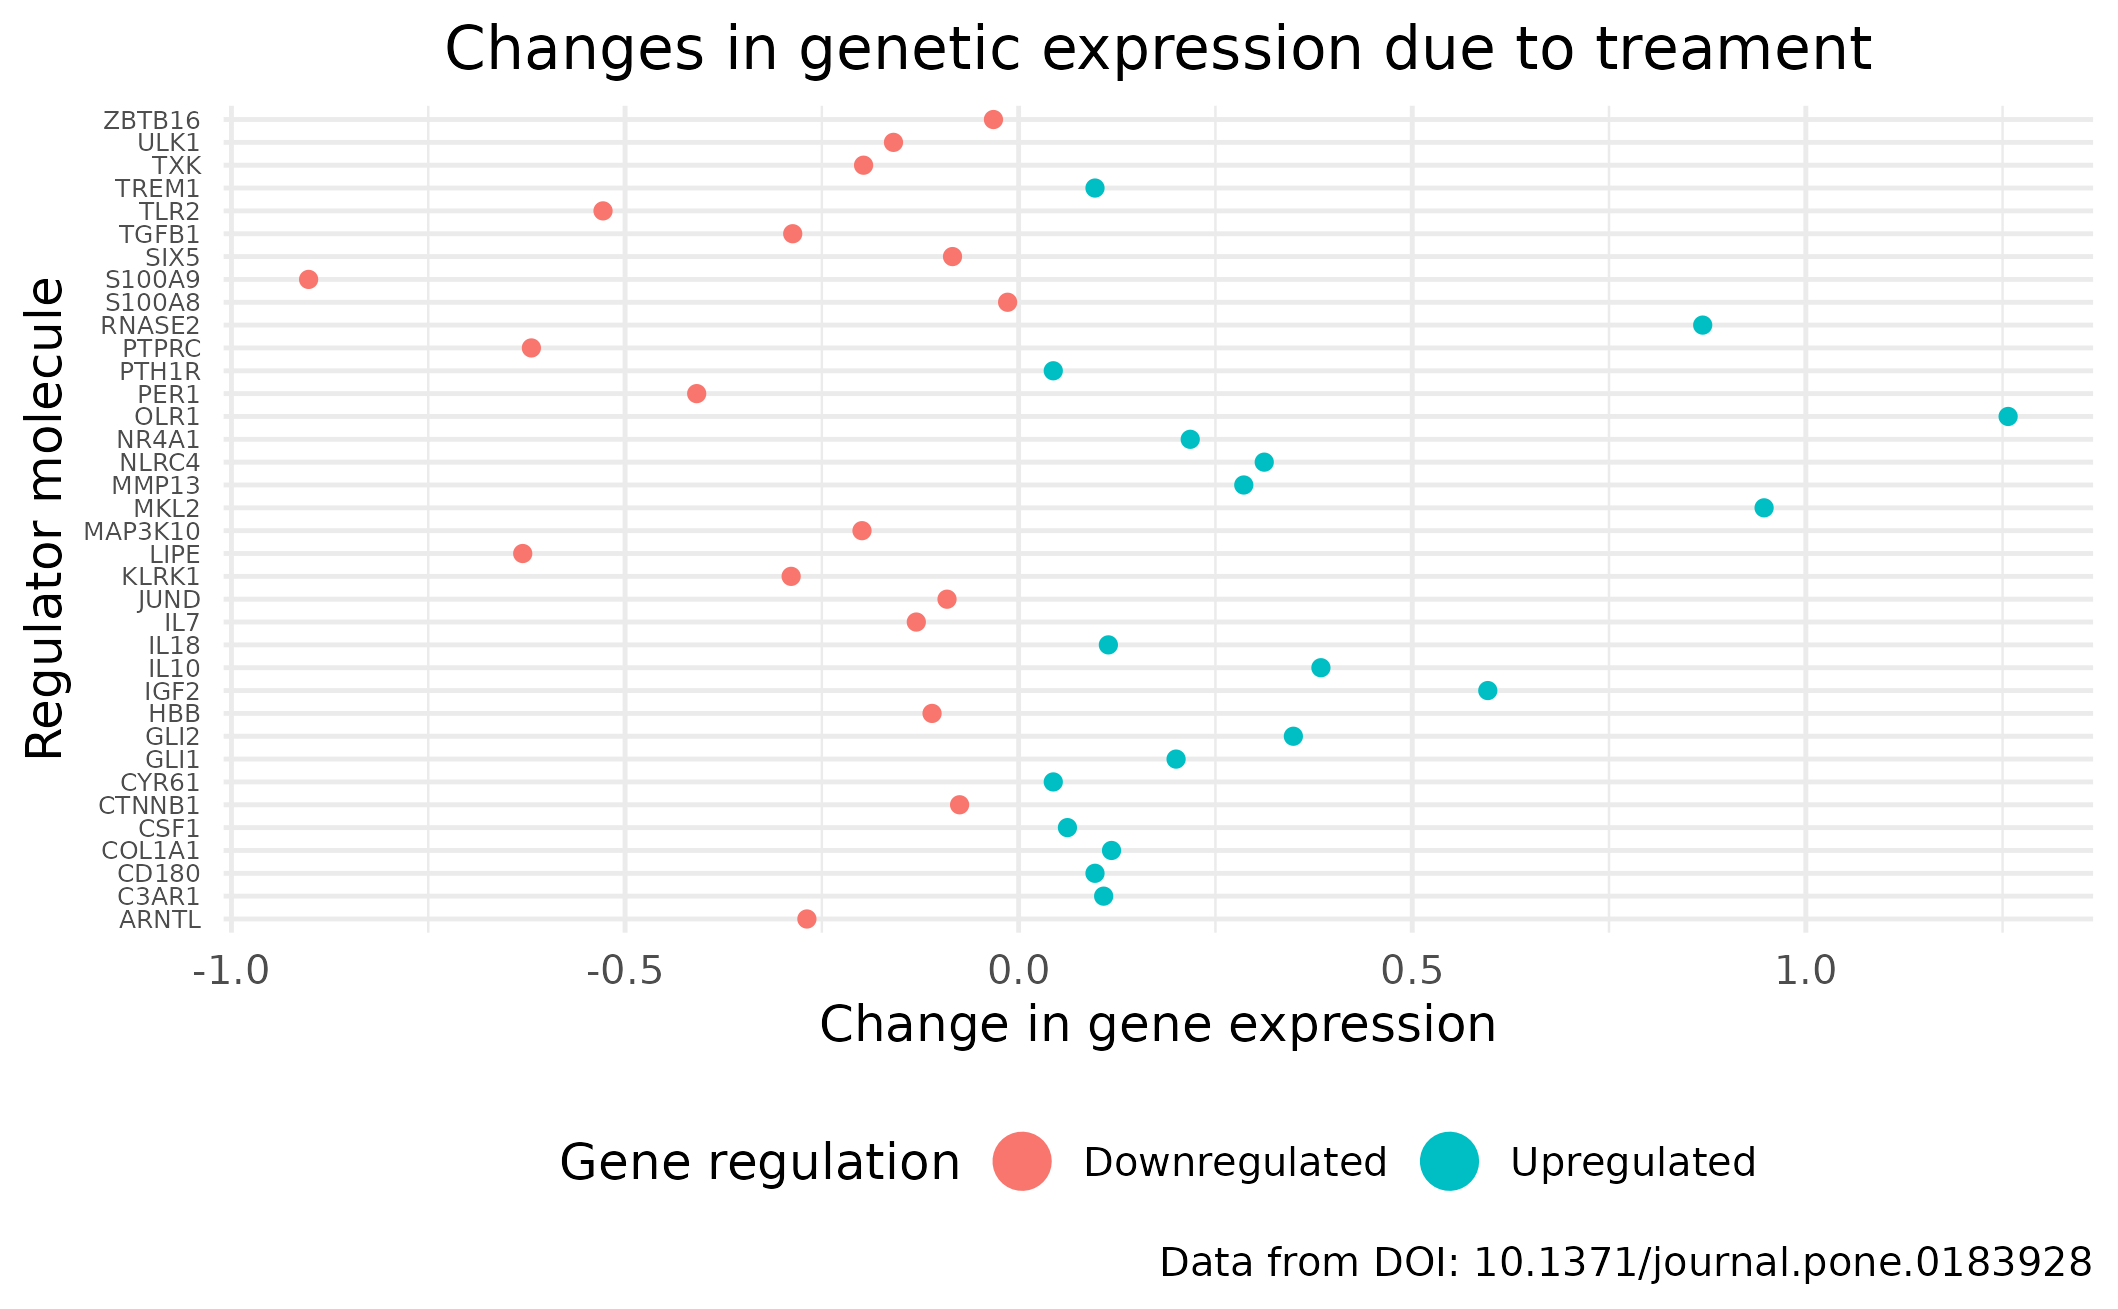 Changes in genetic expression due to treament
Regulator molecule
ZBTB16
ULK1
TXK
TREM1
TLR2
TGFB1
SIX5
S100A9
S100A8
RNASE2
PTPRC
PTH1R
PER1
OLR1
NR4A1
NLRC4
MMP13
MKL2
MAP3K10
LIPE
KLRK1
JUND
IL7
IL18
IL10
IGF2
HBB
GLI2
GLI1
CYR61
CTNNB1
CSF1
COL1A1
CD180
C3AR1
ARNTL
-1.0 -0.5 0.0 0.5 1.0
Change in gene expression
Gene regulation Downregulated Upregulated
Data from DOI: 10.1371/journal.pone.0183928